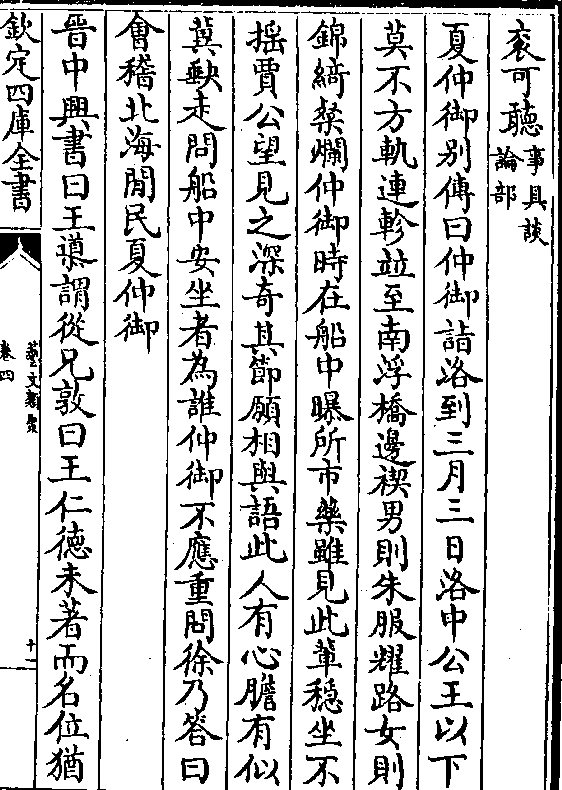 衮可聽事具談論部
夏仲御别傳曰仲御詣洛到三月三日洛中公王以下
莫不方軌連軫竝至南浮橋邊禊男則朱服耀路女則
錦綺粲爛仲御時在船中曝所市藥雖見此輩穏坐不
揺賈公望見之深奇其節願相與語此人有心膽有似
冀缺走問船中安坐者為誰仲御不應重問徐乃答曰
會稽北海閒民夏仲御
晉中興書曰王導謂從兄敦曰王仁徳未著而名位猶
欽定四庫全書
藝文類聚
卷四
十一